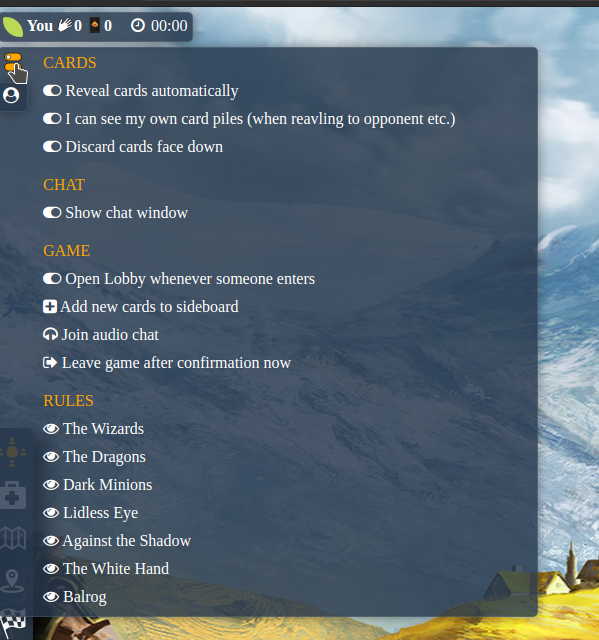 You 0 0 00:00
CARDS
Reveal cards automatically
I can see my own card piles (when reavling to opponent etc.)
Discard cards face down
CHAT
Show chat window
GAME
Open Lobby whenever someone enters
Add new cards to sideboard
Join audio chat
Leave game after confirmation now
RULES
The Wizards
The Dragons
Dark Minions
Lidless Eye
Against the Shadow
The White Hand
Balrog